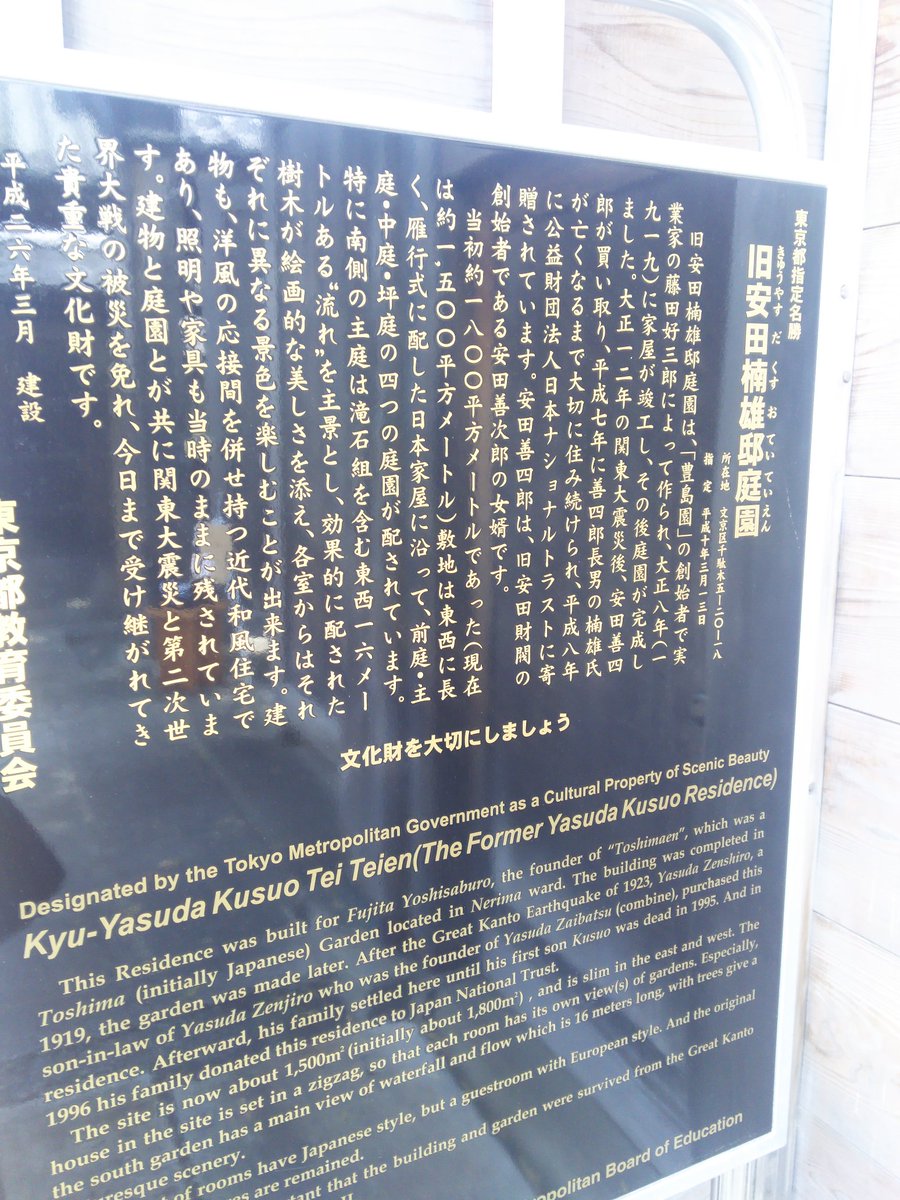 東京都指定名勝
きゅうやすだくすおていていえん
旧安田楠雄邸庭園
所在地 文京区千駄木五-二〇-一八
指定 平成十年三月一三日
旧安田楠雄邸庭園は、「豊島園」の創始者で実
業家の藤田好三郎によって作られ、大正八年(一
九一九)に家屋が竣工し、その後庭園が完成し
ました。大正一二年の関東大震災後、安田善四
郎が買い取り、平成七年に善四郎長男の楠雄氏
が亡くなるまで大切に住み続けられ、平成八年
に公益財団法人日本ナショナルトラストに寄
贈されています。安田善四郎は、旧安田財閥の
創始者である安田善次郎の女婿です。
当初約一八〇〇平方メートルであった(現在
は約一、五〇〇平方メートル)敷地は東西に長
く、雁行式に配した日本家屋に沿って、前庭・主
庭・中庭・坪庭の四つの庭園が配されています。
特に南側の主庭は滝石組を含む東西一六メー
トルある“流れ”を主景とし、効果的に配された
樹木が絵画的な美しさを添え、各室からはそれ
ぞれに異なる景色を楽しむことが出来ます。建
物も、洋風の応接間を併せ持つ近代和風住宅で
あり、照明や家具も当時のままに残されていま
す。建物と庭園とが共に関東大震災と第二次世
界大戦の被災を免れ、今日まで受け継がれてき
た貴重な文化財です。
平成二六年三月 建設
東京都教育委員会
文化財を大切にしましょう
Designated by the Tokyo Metropolitan Government as a Cultural Property of Scenic Beauty
Kyu-Yasuda Kusuo Tei Teien(The Former Yasuda Kusuo Residence)
This Residence was built for Fujita Yoshisaburo, the founder of “Toshimaen”, which was a
Toshima (initially Japanese) Garden located in Nerima ward. The building was completed in
1919, the garden was made later. After the Great Kanto Earthquake of 1923, Yasuda Zenshiro, a
son-in-law of Yasuda Zenjiro who was the founder of Yasuda Zaibatsu (combine), purchased this
residence. Afterward, his family settled here until his first son Kusuo was dead in 1995. And in
1996 his family donated this residence to Japan National Trust.
The site is now about 1,500m² (initially about 1,800m²) , and is slim in the east and west. The
house in the site is set in a zigzag, so that each room has its own view(s) of gardens. Especially,
the south garden has a main view of waterfall and flow which is 16 meters long, with trees give a
resque scenery.
of rooms have Japanese style, but a guestroom with European style. And the original
res are remained.
tant that the building and garden were survived from the Great Kanto
opolitan Board of Education